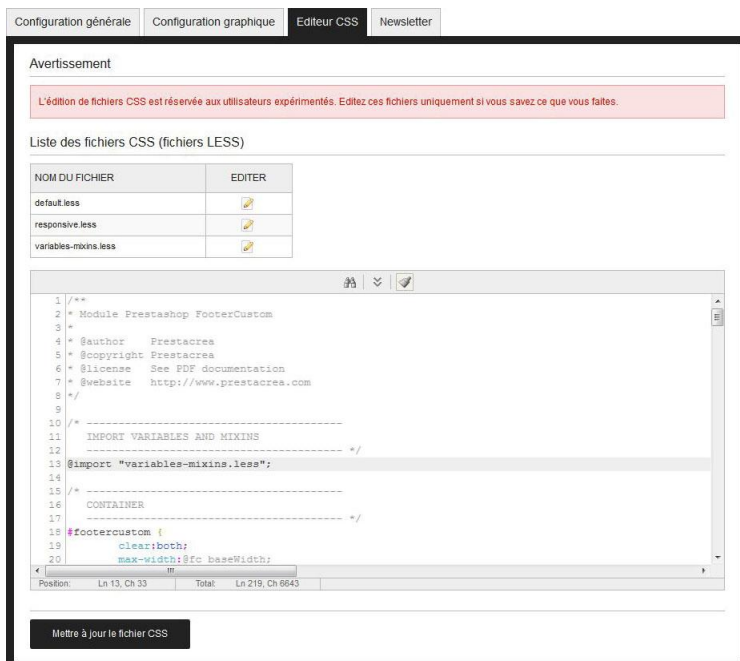 Configuration générale Configuration graphique Editeur CSS Newsletter
Avertissement
L'édition de fichiers CSS est réservée aux utilisateurs expérimentés. Editez ces fichiers uniquement si vous savez ce que vous faites.
Liste des fichiers CSS (fichiers LESS)
NOM DU FICHIER EDITER
default.less
responsive.less
variables-mixins.less
1 /**
2 * Module Prestashop FooterCustom
3 *
4 * @author Prestacrea
5 * @copyright Prestacrea
6 * @license See PDF documentation
7 * @website http://www.prestacrea.com
8 */
9
10 /* ----------------------------------------
11 IMPORT VARIABLES AND MIXINS
12 ---------------------------------------- */
13 @import "variables-mixins.less";
14
15 /* ----------------------------------------
16 CONTAINER
17 ---------------------------------------- */
18 #footercustom {
19 clear:both;
20 max-width:@fc_baseWidth;
Position: Ln 13, Ch 33 Total: Ln 219, Ch 6643
Mettre à jour le fichier CSS